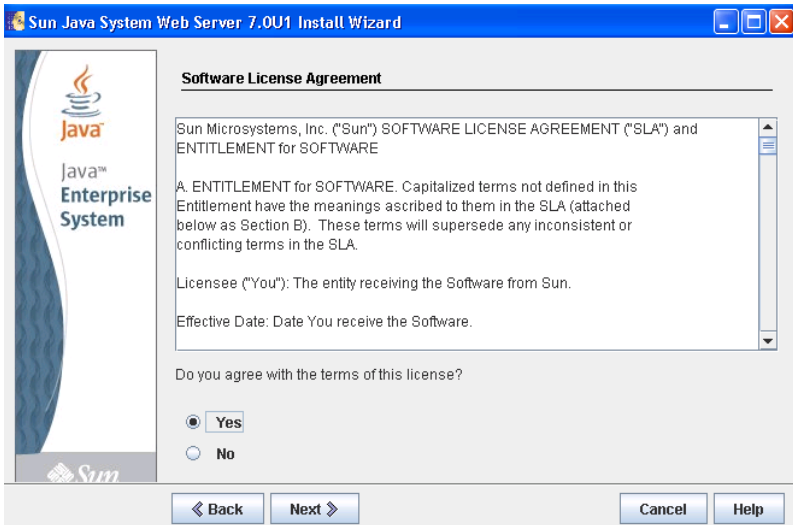 Sun Java System Web Server 7.0U1 Install Wizard
Java
Java™
Enterprise
System
Sun
Software License Agreement
Sun Microsystems, Inc. ("Sun") SOFTWARE LICENSE AGREEMENT ("SLA") and
ENTITLEMENT for SOFTWARE
A. ENTITLEMENT for SOFTWARE. Capitalized terms not defined in this
Entitlement have the meanings ascribed to them in the SLA (attached
below as Section B).  These terms will supersede any inconsistent or
conflicting terms in the SLA.
Licensee ("You"): The entity receiving the Software from Sun.
Effective Date: Date You receive the Software.
Do you agree with the terms of this license?
Yes
No
Back Next Cancel Help